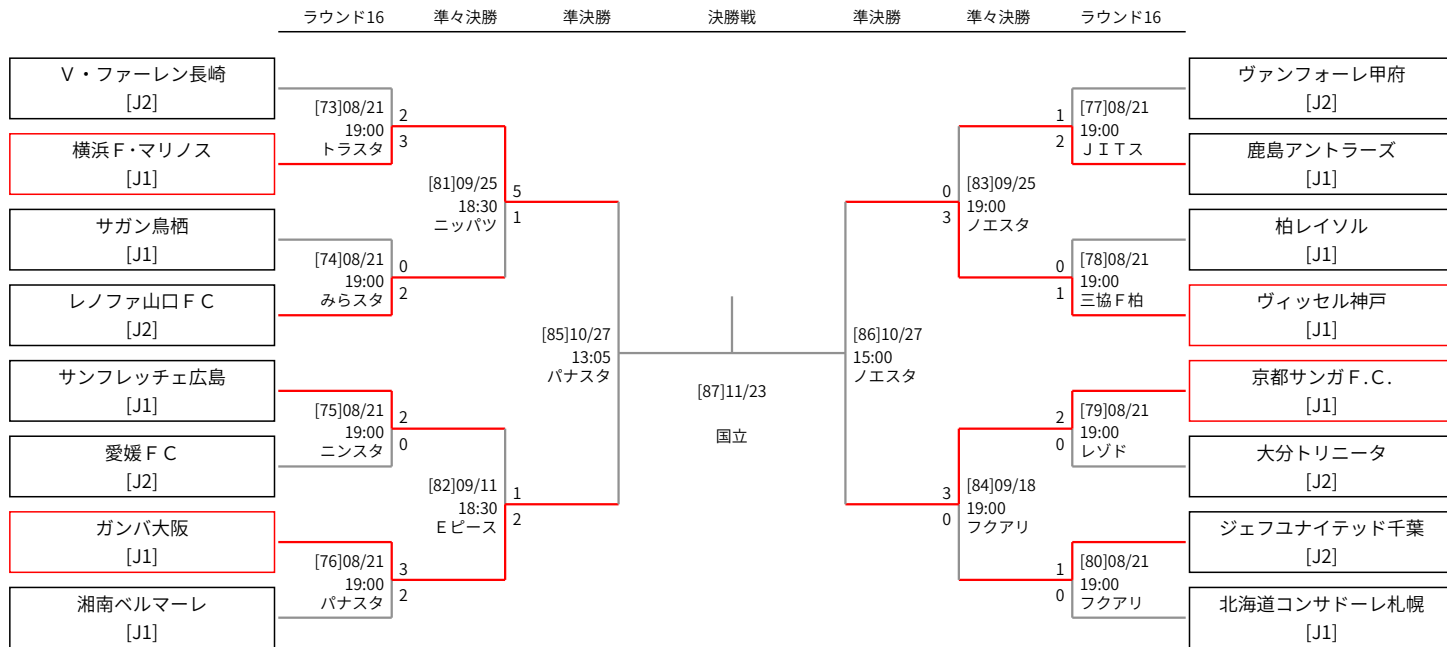 ラウンド16 準々決勝 準決勝 決勝戦 準決勝 準々決勝 ラウンド16
Ｖ・ファーレン長崎
[J2]
横浜Ｆ・マリノス
[J1]
サガン鳥栖
[J1]
レノファ山口ＦＣ
[J2]
サンフレッチェ広島
[J1]
愛媛ＦＣ
[J2]
ガンバ大阪
[J1]
湘南ベルマーレ
[J1]
[73]08/21
19:00
トラスタ
2
3
[74]08/21
19:00
みらスタ
0
2
[75]08/21
19:00
ニンスタ
2
0
[76]08/21
19:00
パナスタ
3
2
[81]09/25
18:30
ニッパツ
5
1
[82]09/11
18:30
Ｅピース
1
2
[85]10/27
13:05
パナスタ
[87]11/23
国立
[86]10/27
15:00
ノエスタ
0
3
[83]09/25
19:00
ノエスタ
3
0
[84]09/18
19:00
フクアリ
1
2
[77]08/21
19:00
ＪＩＴス
0
1
[78]08/21
19:00
三協Ｆ柏
2
0
[79]08/21
19:00
レゾド
1
0
[80]08/21
19:00
フクアリ
ヴァンフォーレ甲府
[J2]
鹿島アントラーズ
[J1]
柏レイソル
[J1]
ヴィッセル神戸
[J1]
京都サンガＦ.Ｃ.
[J1]
大分トリニータ
[J2]
ジェフユナイテッド千葉
[J2]
北海道コンサドーレ札幌
[J1]